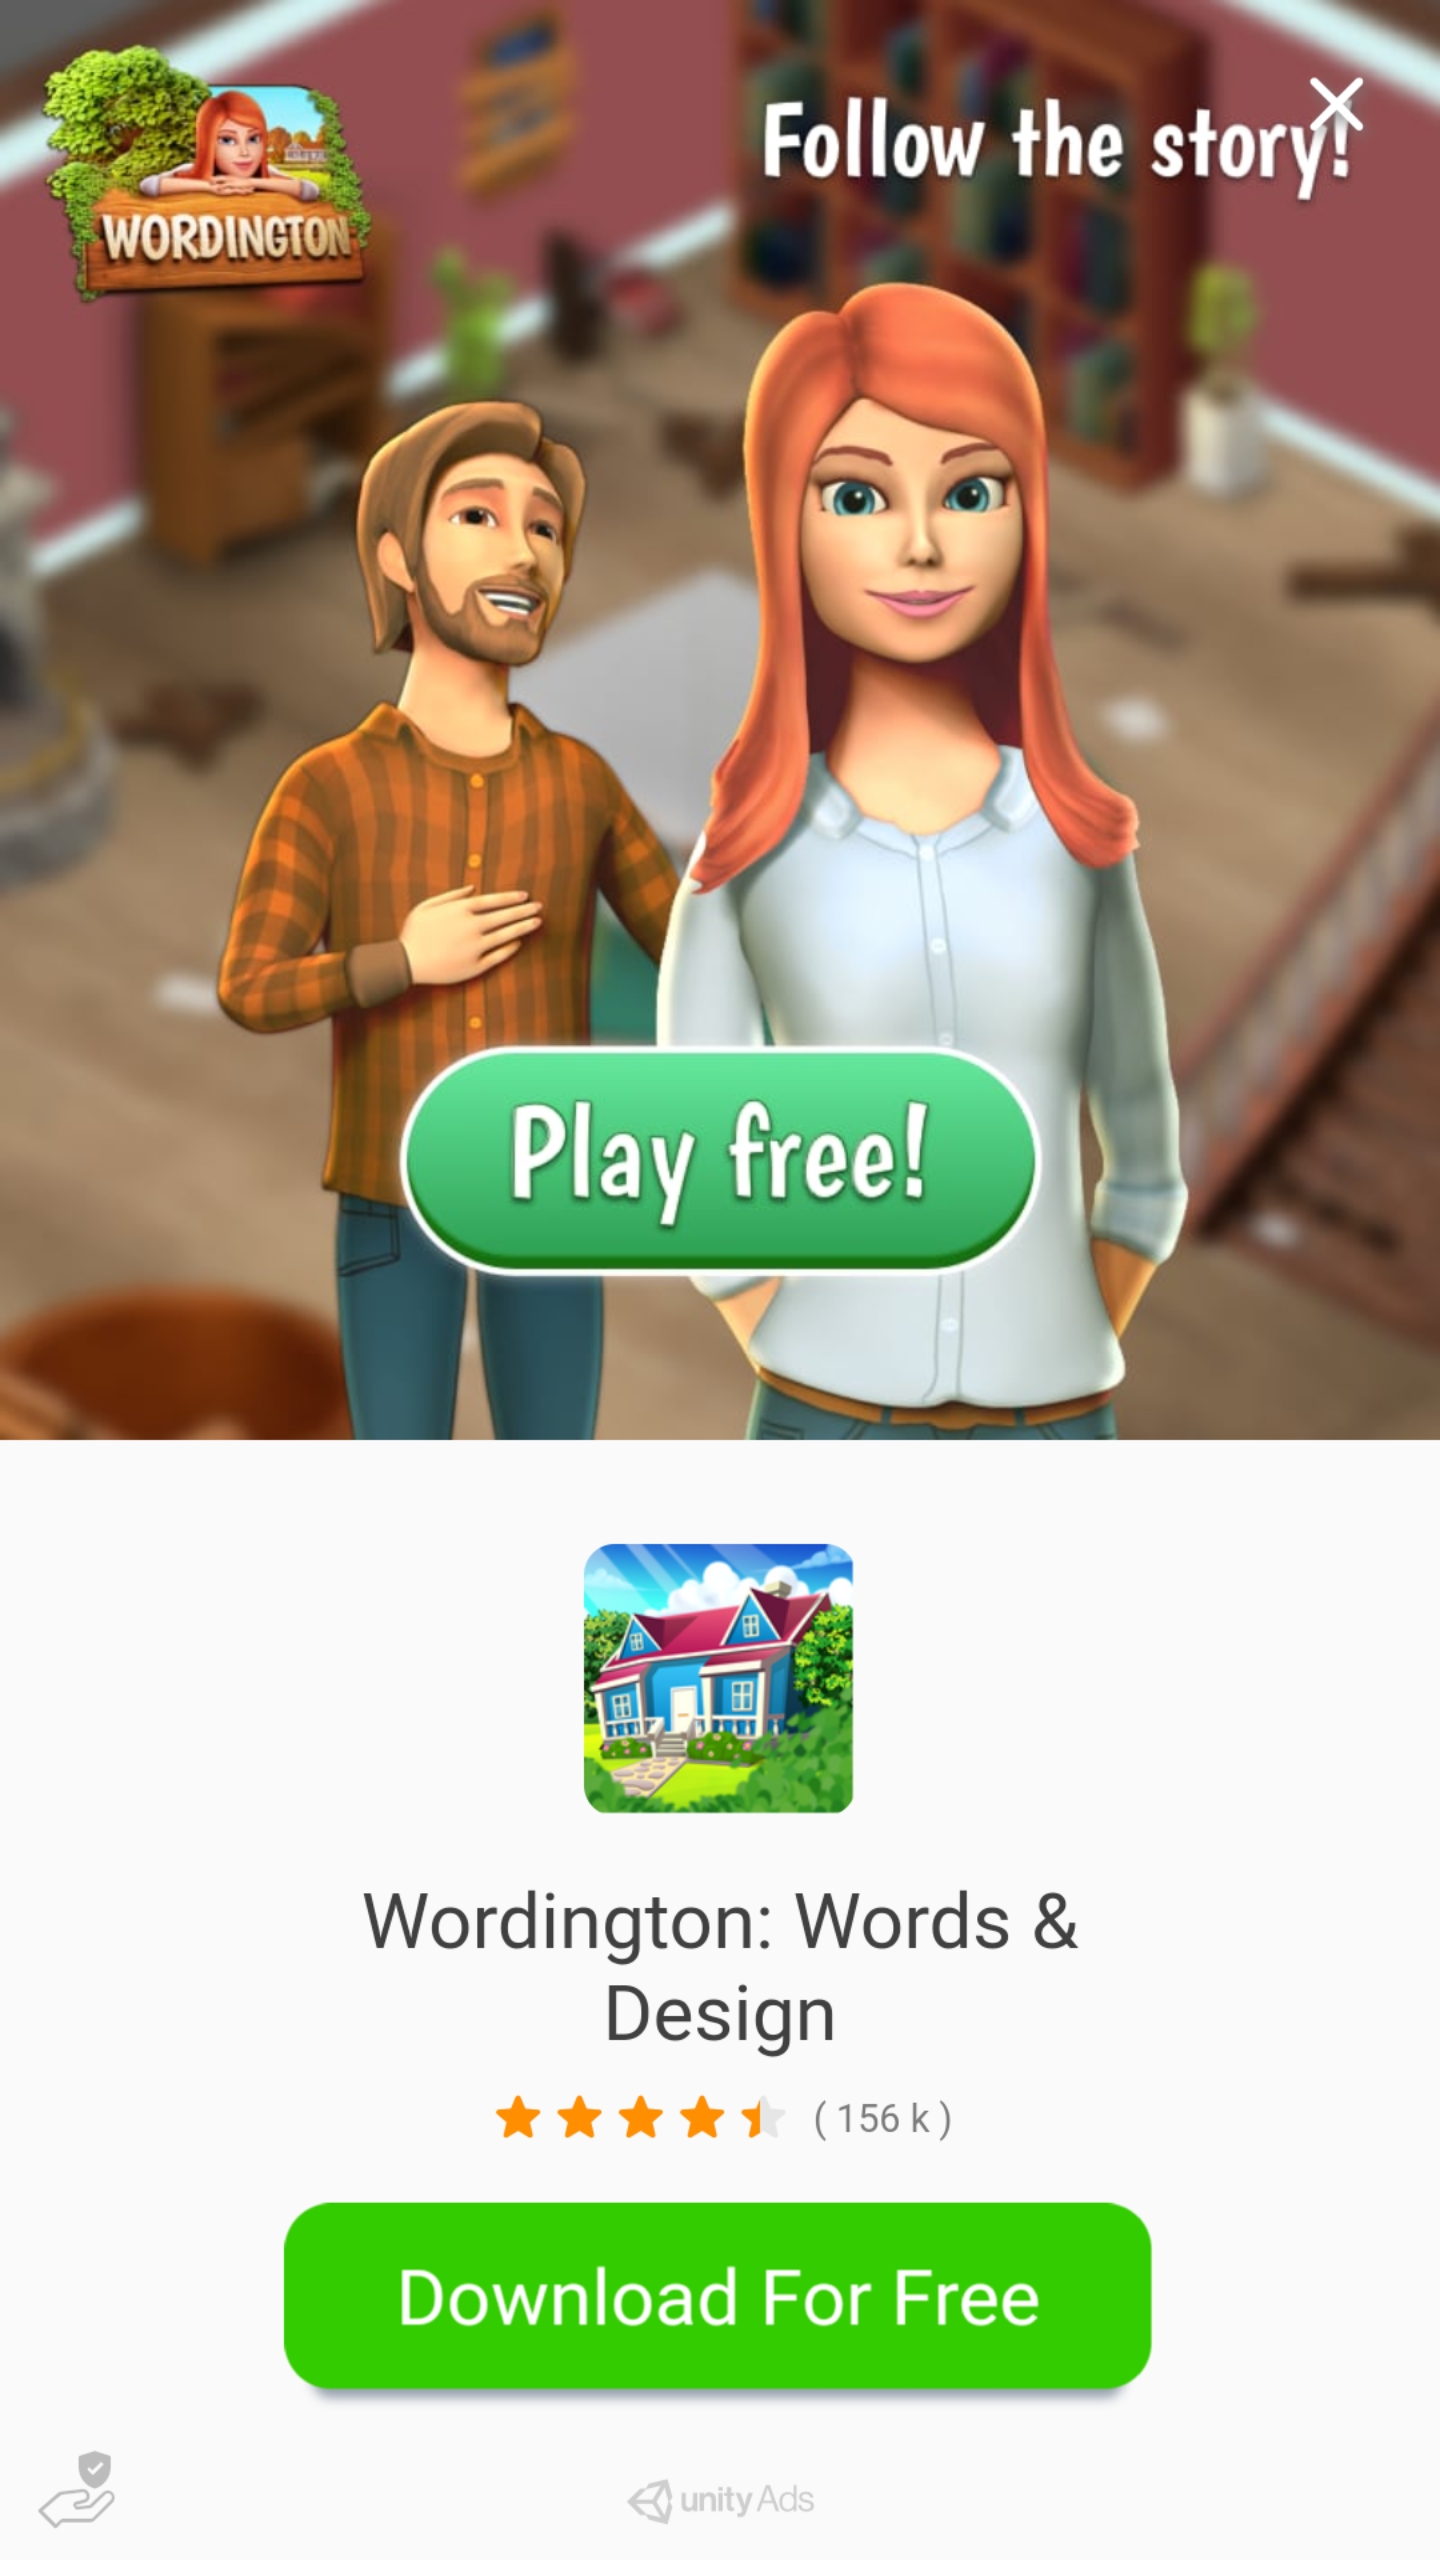 Follow the story!
WORDINGTON
Play free!
Wordington: Words &
Design
( 156 k )
Download For Free
unity Ads